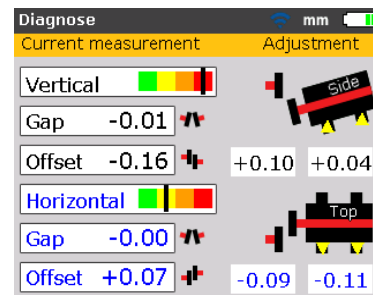 Diagnose mm
Current measurement Adjustment
Vertical Side
Gap -0.01
Offset -0.16 +0.10 +0.04
Horizontal Top
Gap -0.00
Offset +0.07 -0.09 -0.11